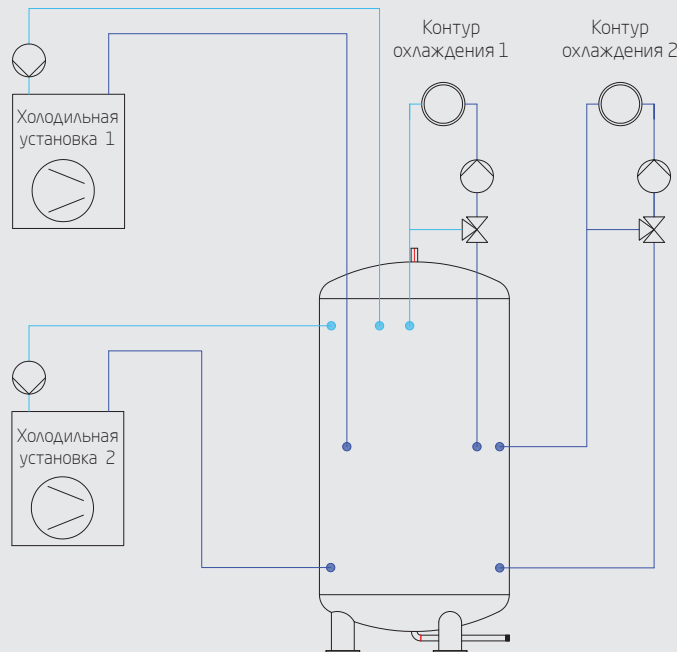 Контур
охлаждения 1
Контур
охлаждения 2
Холодильная
установка 1
Холодильная
установка 2